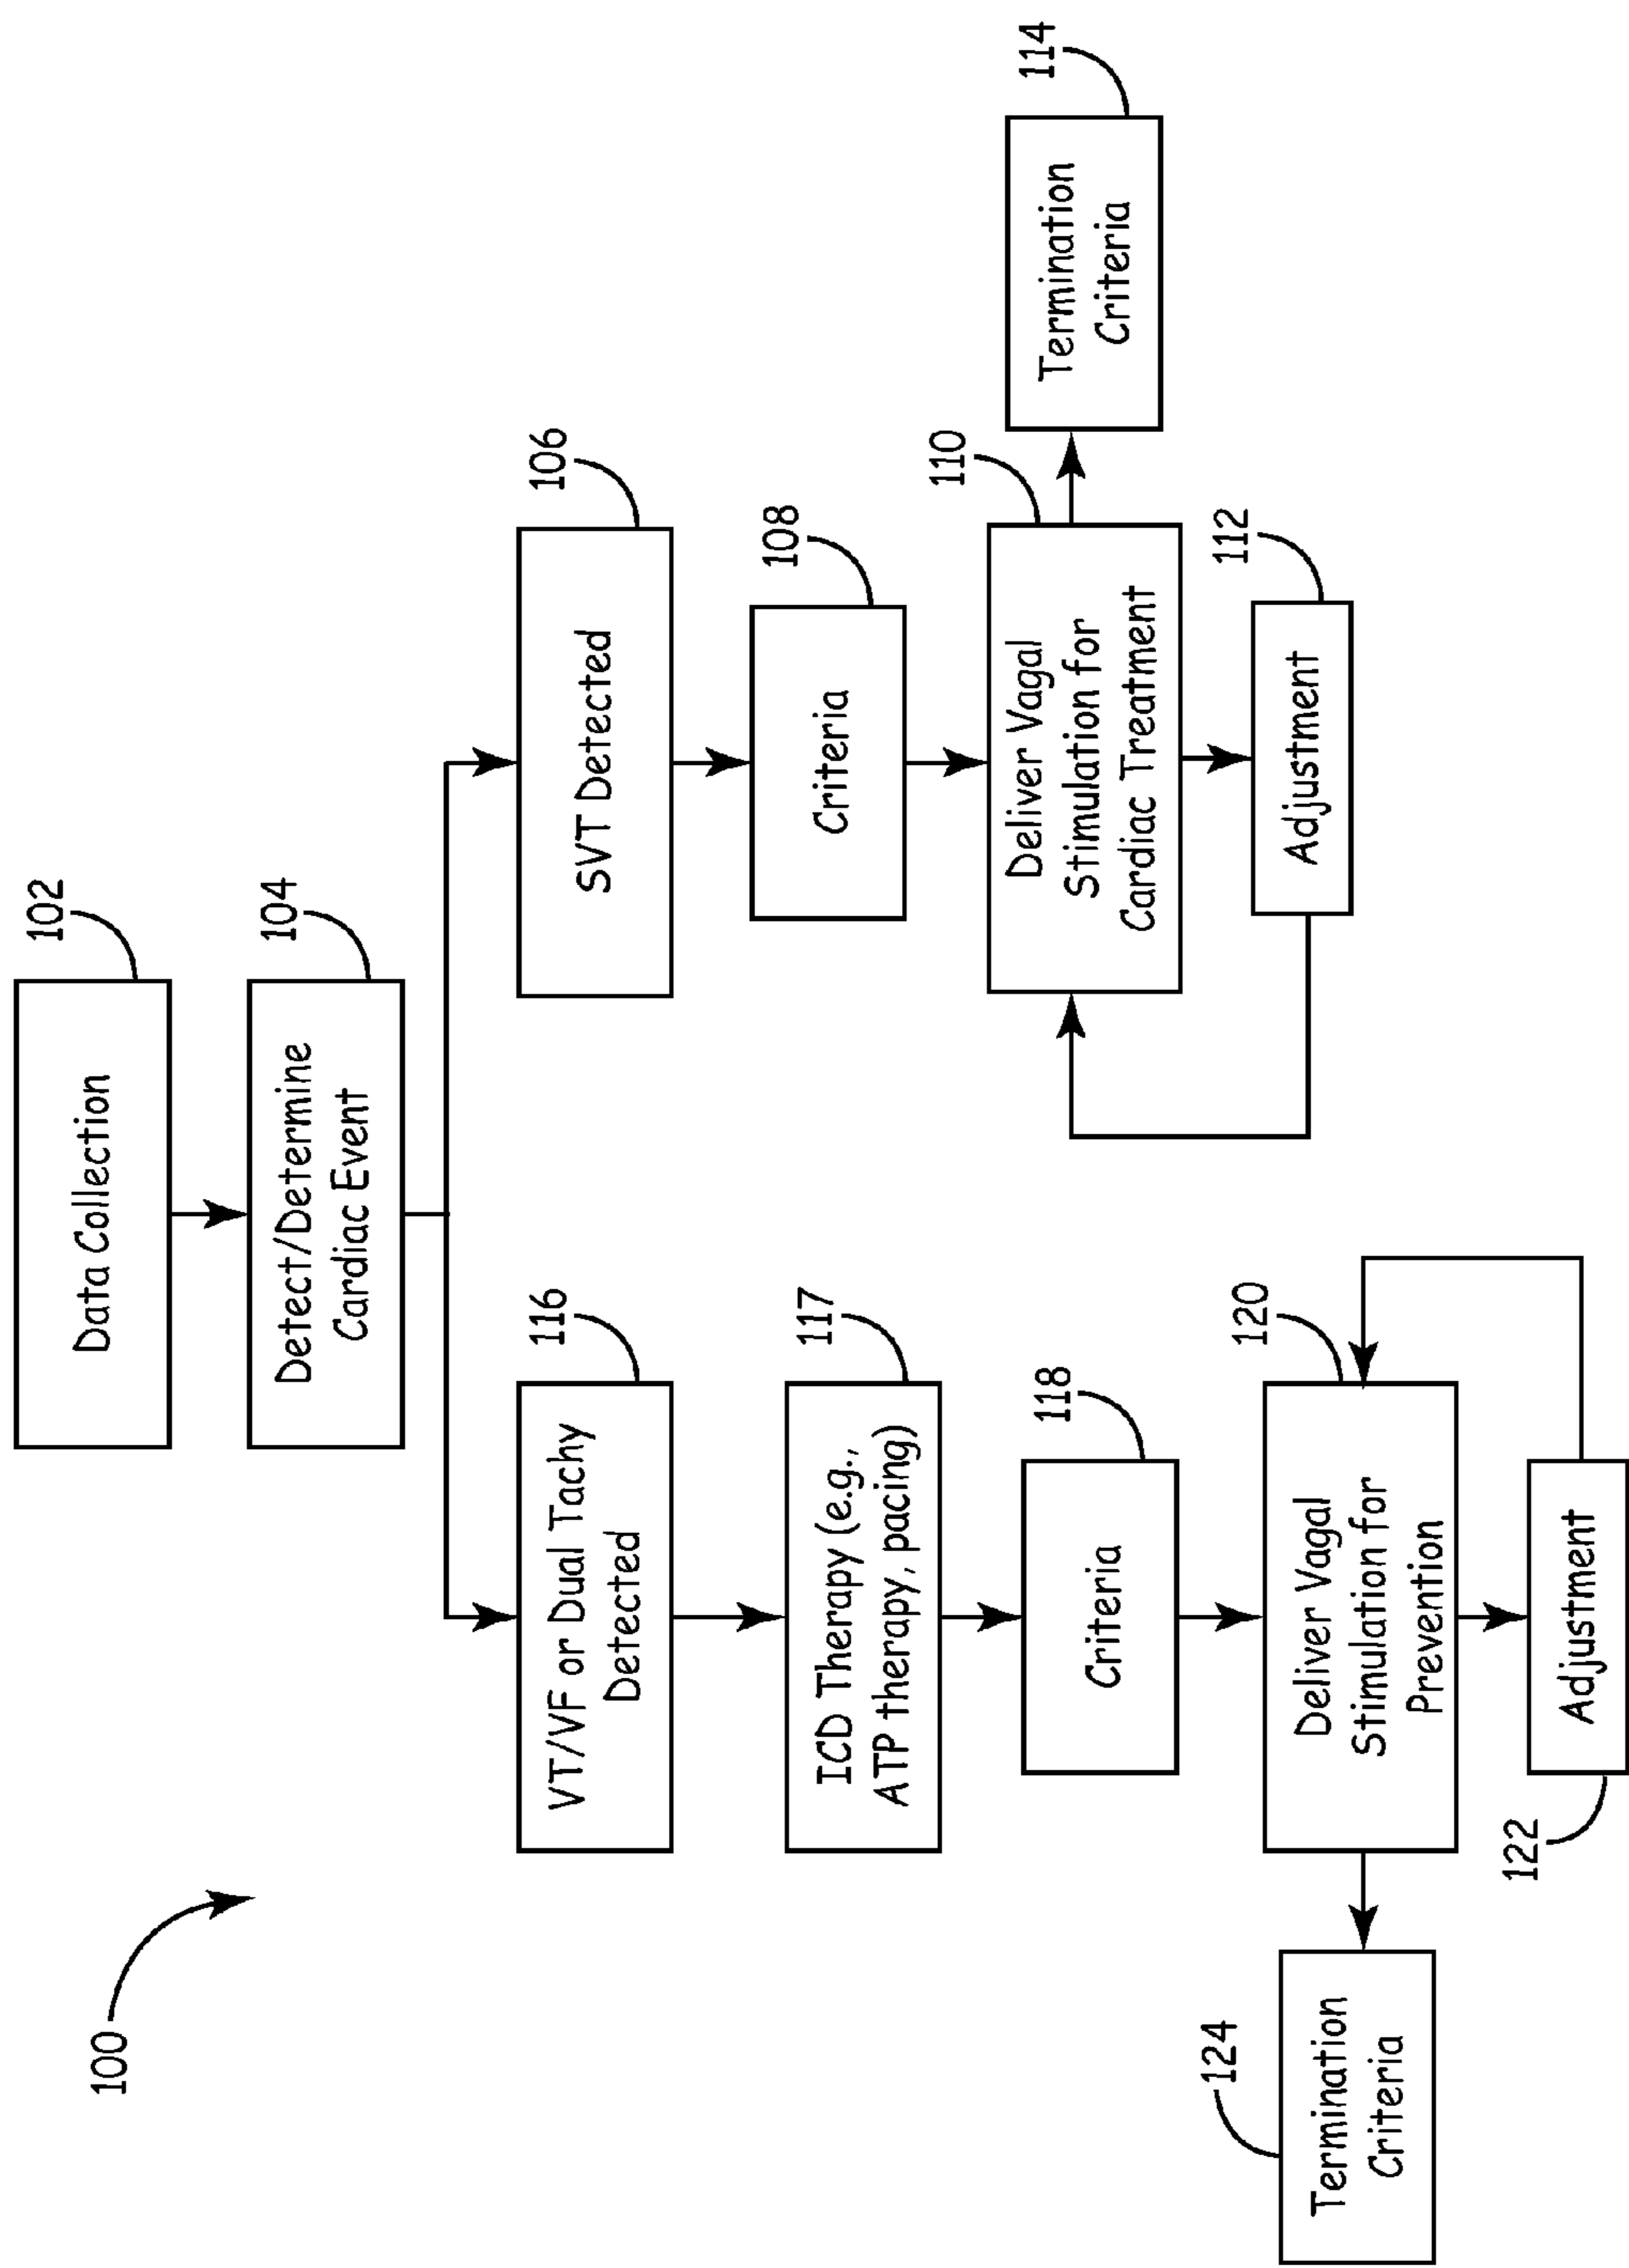 100
102
Data Collection
104
Detect/Determine
Cardiac Event
116
VT/VF or Dual Tachy
Detected
117
ICD Therapy (e.g.,
ATP therapy, pacing)
118
Criteria
120
Deliver Vagal
Stimulation for
Prevention
122
Adjustment
124
Termination
Criteria
106
SVT Detected
108
Criteria
110
Deliver Vagal
Stimulation for
Cardiac Treatment
112
Adjustment
114
Termination
Criteria